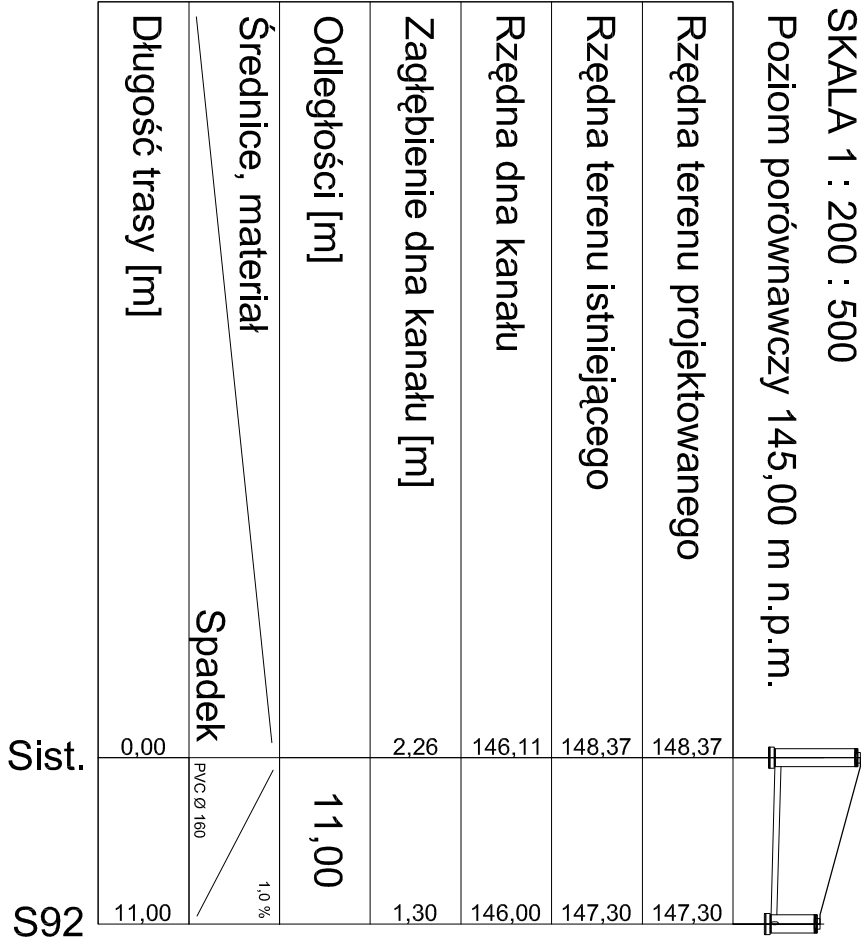 SKALA 1 : 200 : 500
Poziom porównawczy 145,00 m n.p.m.
Rzędna terenu projektowanego
148,37
147,30
Rzędna terenu istniejącego
148,37
147,30
Rzędna dna kanału
146,11
146,00
Zagłębienie dna kanału [m]
2,26
1,30
Odległości [m]
11,00
Średnice, materiał
Spadek
1,0 %
PVC Ø 160
Długość trasy [m]
0,00
11,00
Sist.
S92